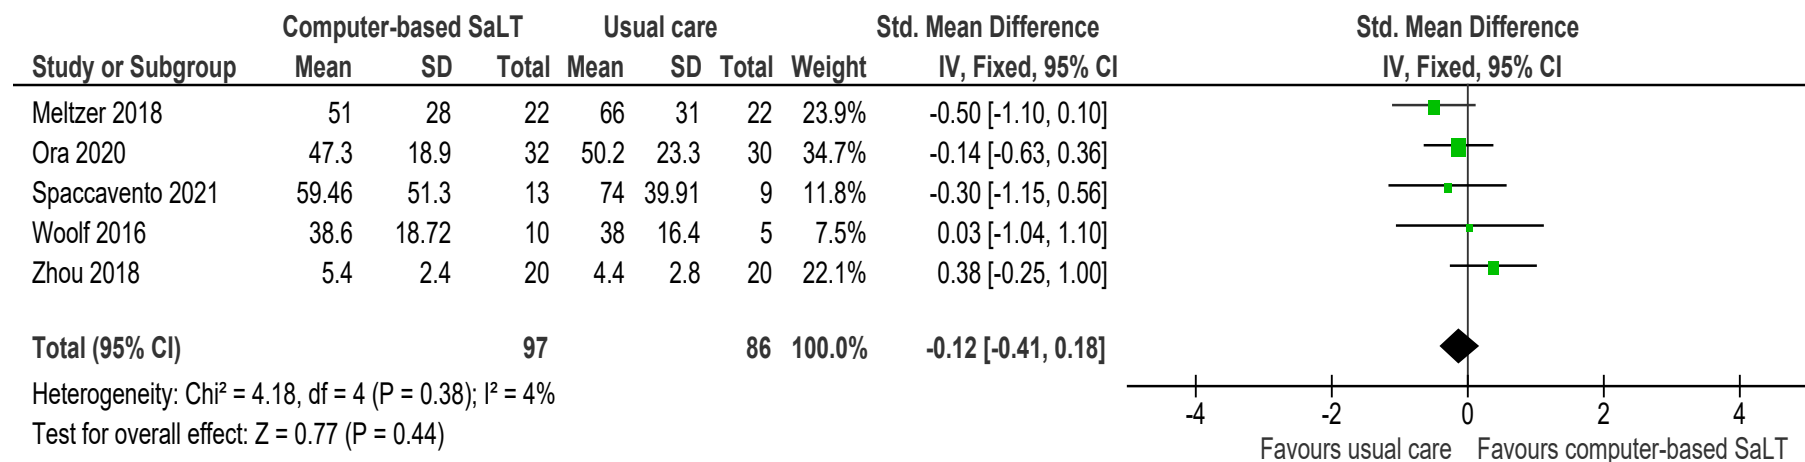 Computer-based SaLT Usual care Std. Mean Difference Std. Mean Difference
Study or Subgroup Mean SD Total Mean SD Total Weight IV, Fixed, 95% CI IV, Fixed, 95% CI
Meltzer 2018 51 28 22 66 31 22 23.9% -0.50 [-1.10, 0.10]
Ora 2020 47.3 18.9 32 50.2 23.3 30 34.7% -0.14 [-0.63, 0.36]
Spaccavento 2021 59.46 51.3 13 74 39.91 9 11.8% -0.30 [-1.15, 0.56]
Woolf 2016 38.6 18.72 10 38 16.4 5 7.5% 0.03 [-1.04, 1.10]
Zhou 2018 5.4 2.4 20 4.4 2.8 20 22.1% 0.38 [-0.25, 1.00]
Total (95% CI) 97 86 100.0% -0.12 [-0.41, 0.18]
Heterogeneity: Chi² = 4.18, df = 4 (P = 0.38); I² = 4%
Test for overall effect: Z = 0.77 (P = 0.44)
-4 -2 0 2 4
Favours usual care Favours computer-based SaLT